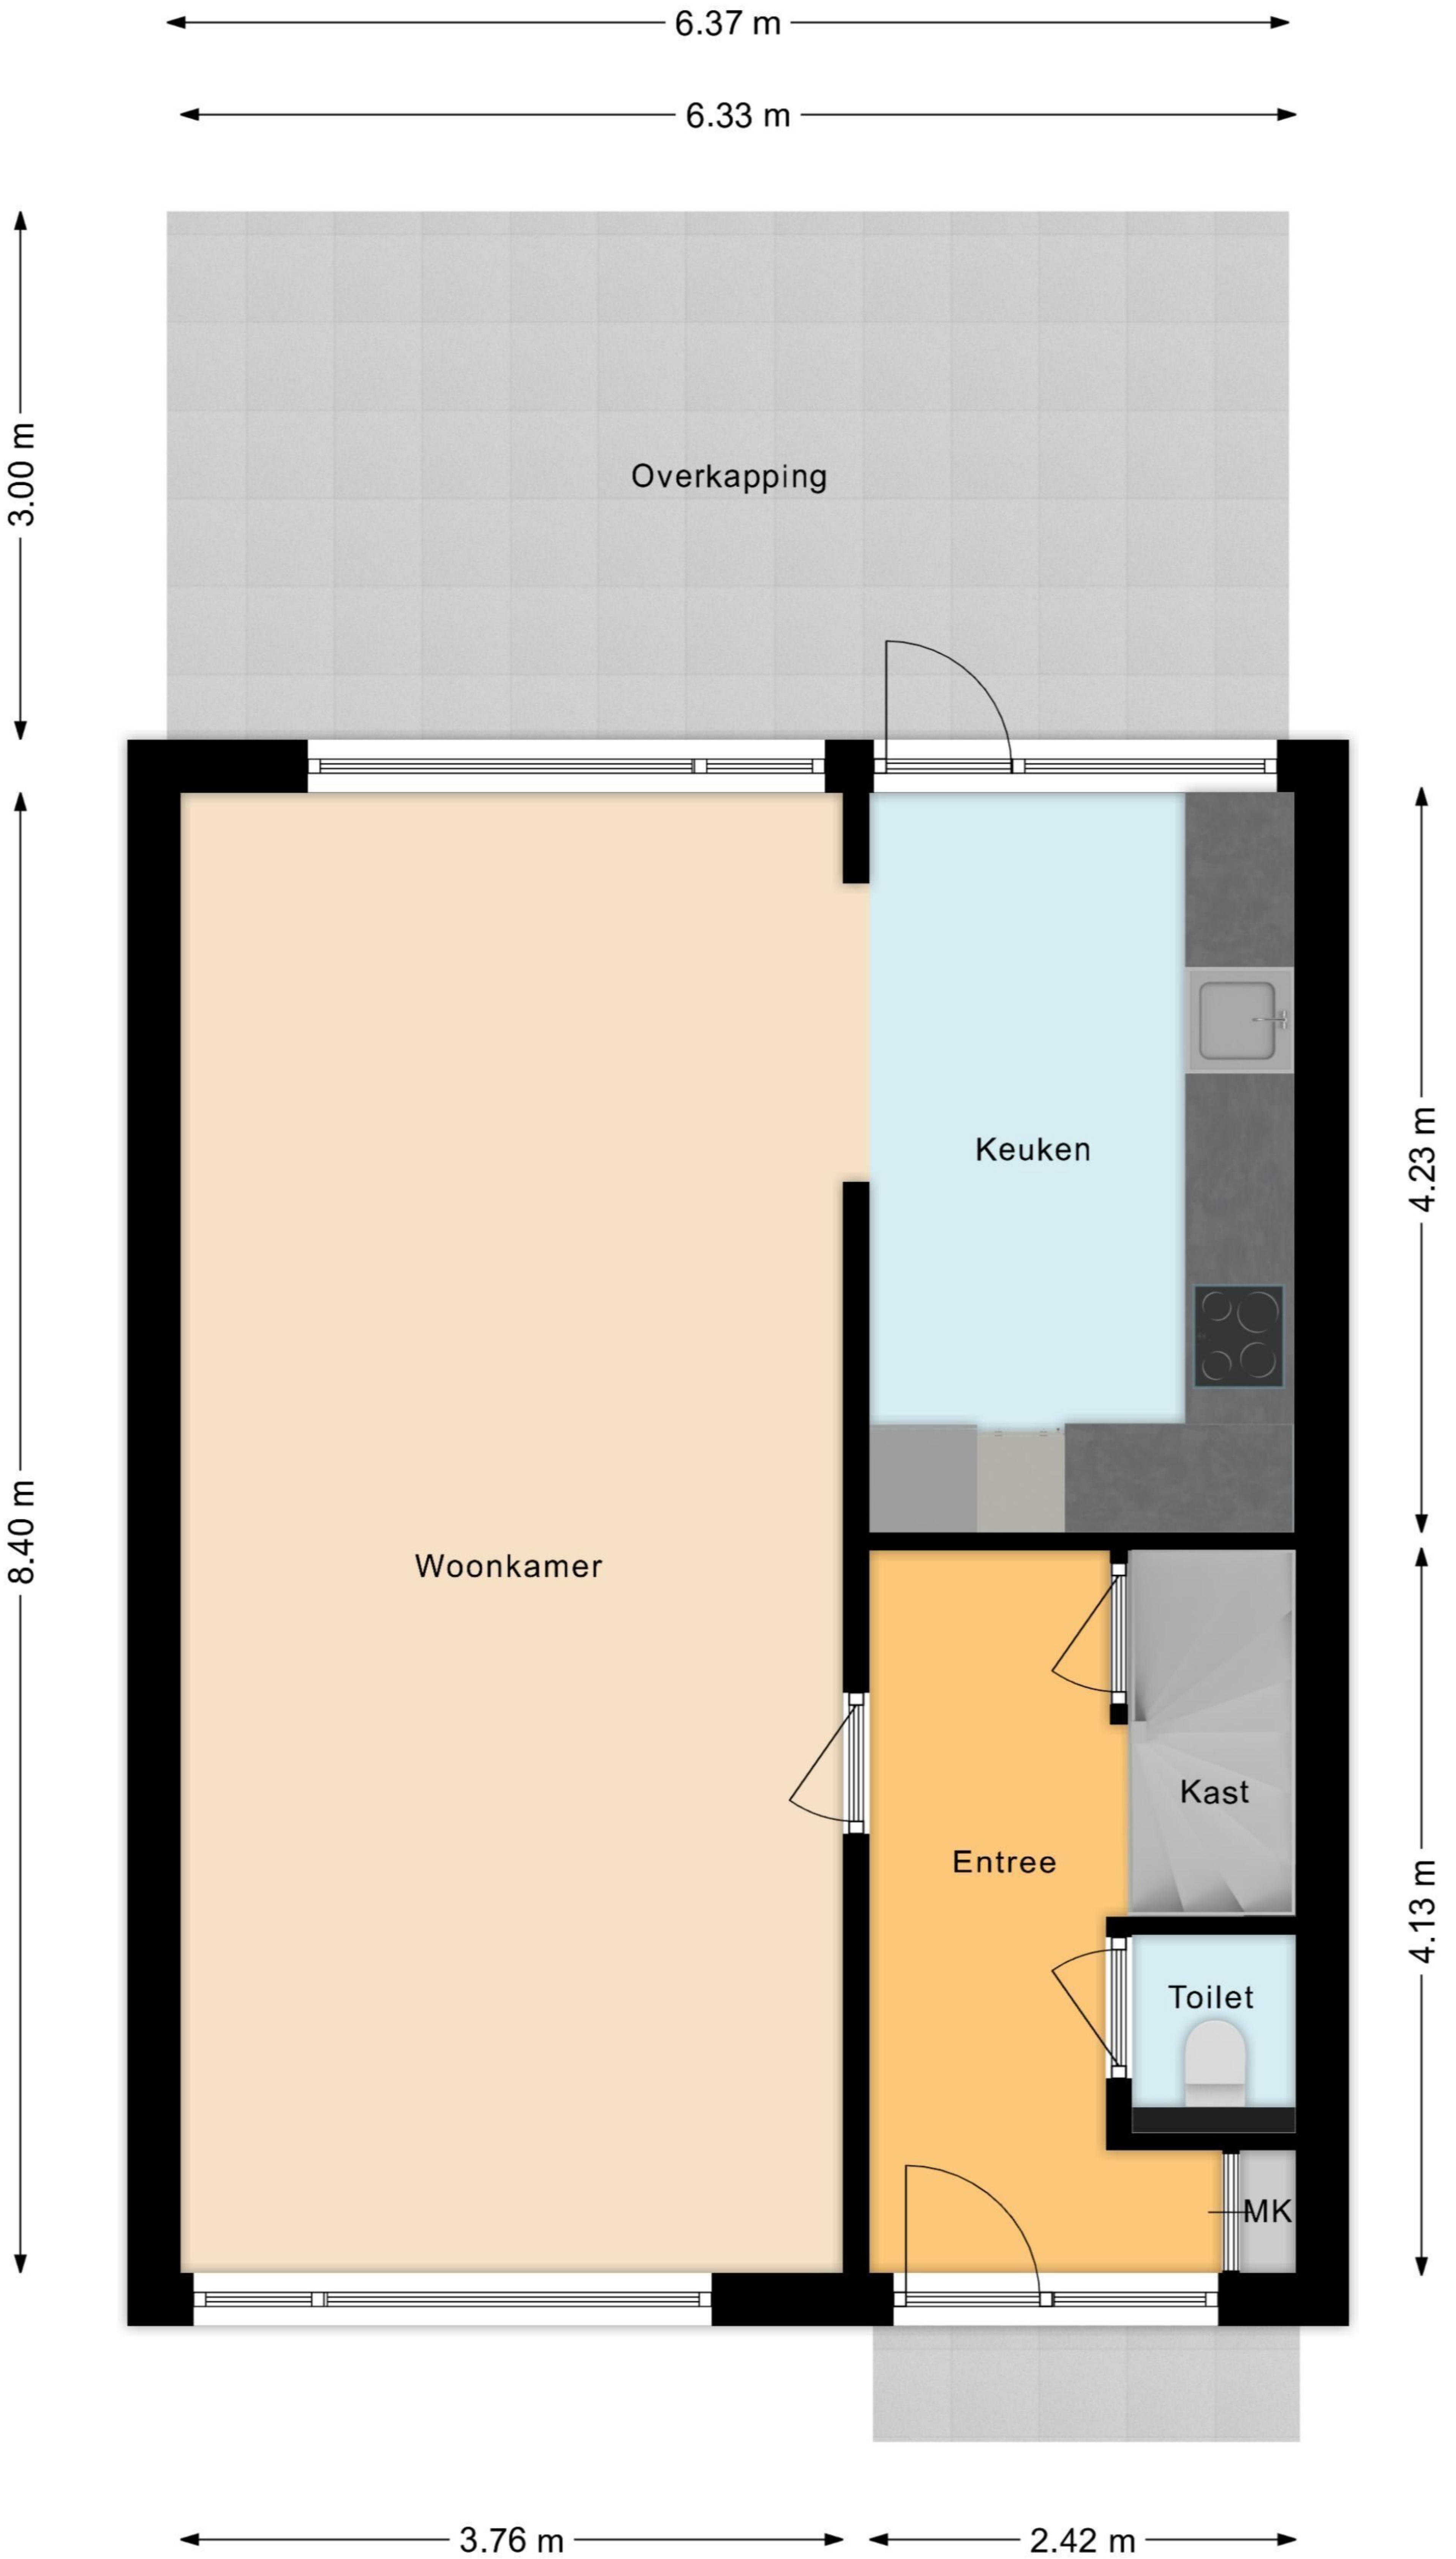 6.37 m
6.33 m
3.00 m
Overkapping
Keuken
4.23 m
8.40 m
Woonkamer
Kast
Entree
4.13 m
Toilet
MK
3.76 m
2.42 m